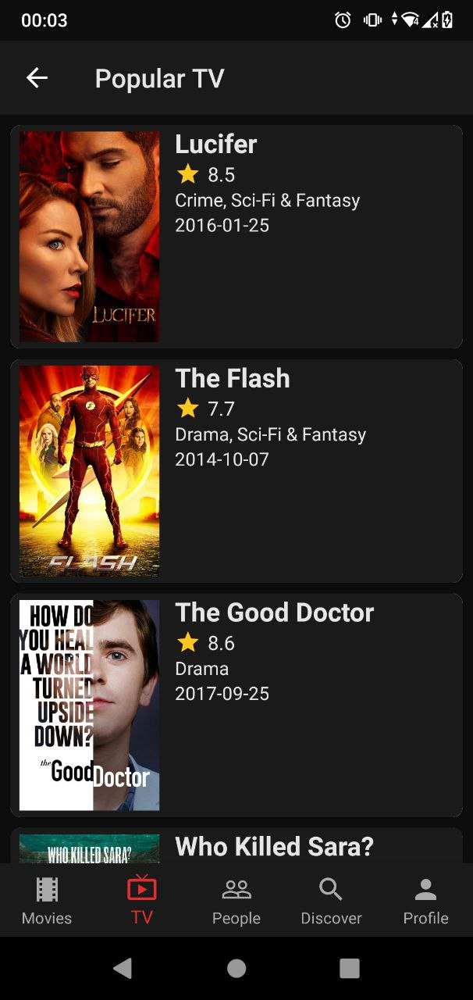 00:03
4
Popular TV
LUCIFER
Lucifer
8.5
Crime, Sci-Fi & Fantasy
2016-01-25
THE FLASH
The Flash
7.7
Drama, Sci-Fi & Fantasy
2014-10-07
HOW DO
YOU HEAL
A WORLD
TURNED
UPSIDE
DOWN?
the Good Doctor
The Good Doctor
8.6
Drama
2017-09-25
WHO KILLED SARA?
Who Killed Sara?
Movies
TV
People
Discover
Profile